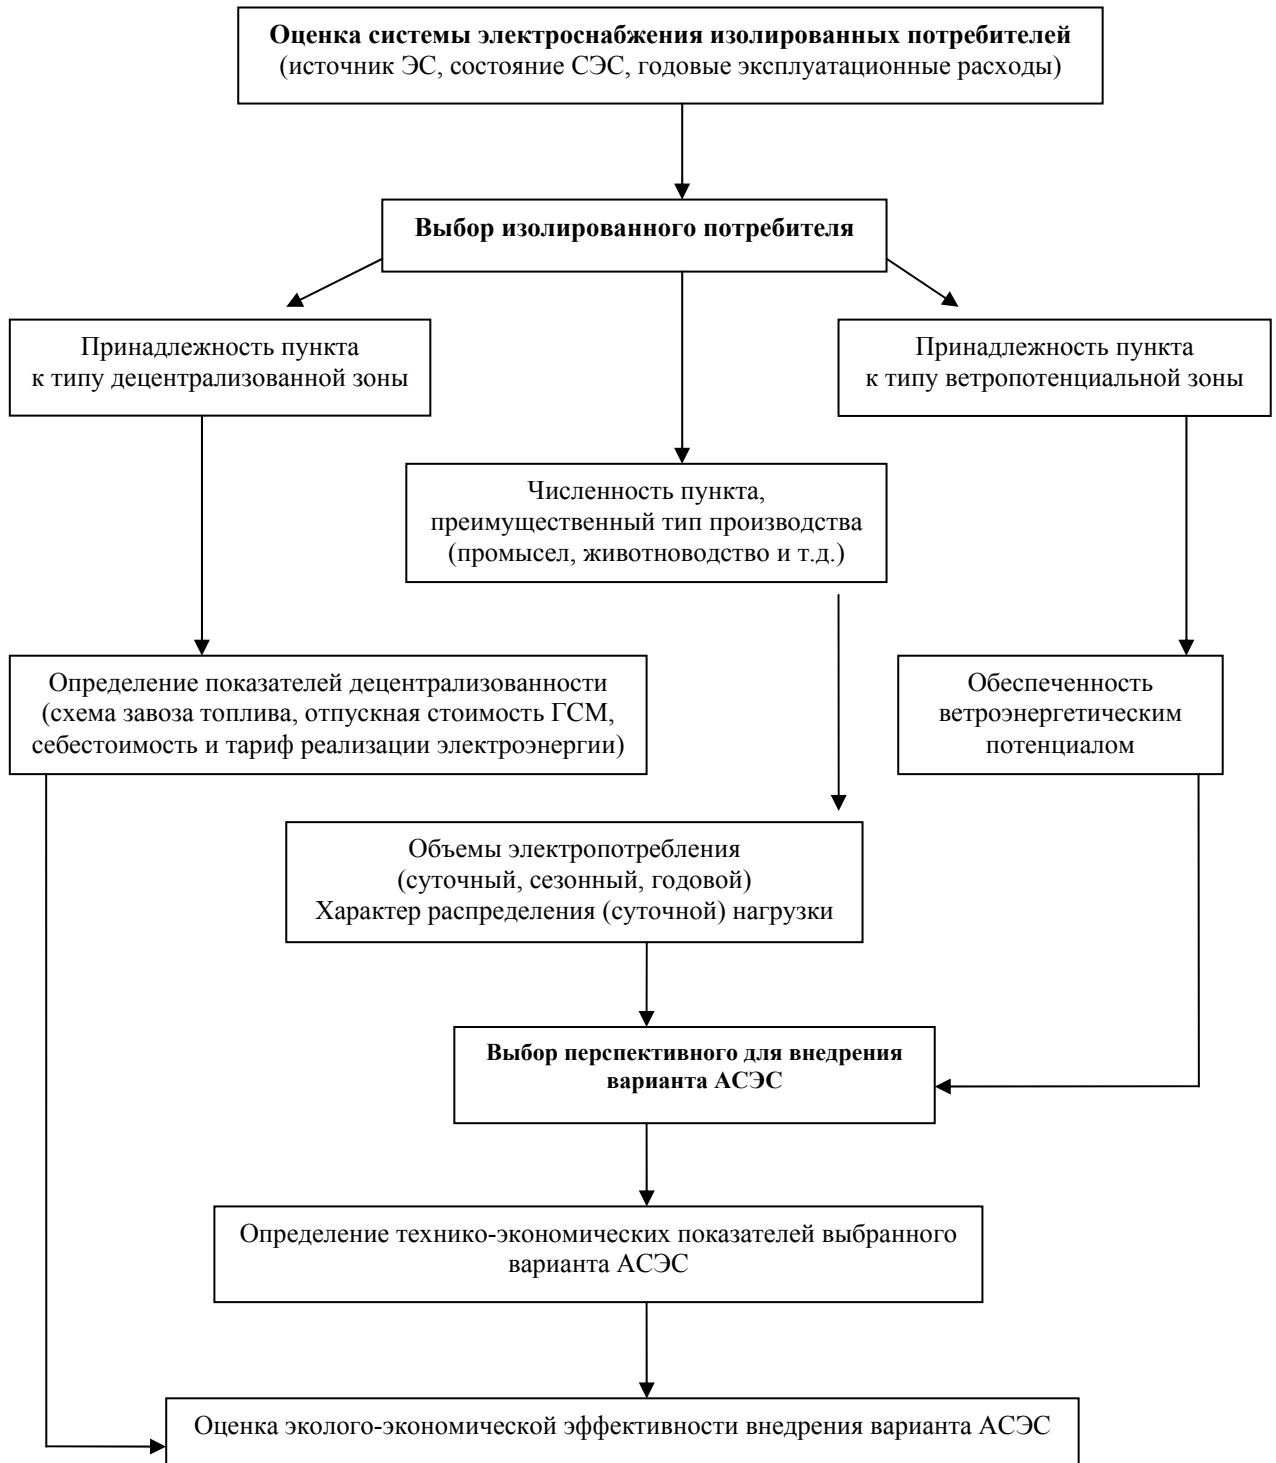 Оценка системы электроснабжения изолированных потребителей
(источник ЭС, состояние СЭС, годовые эксплуатационные расходы)
Выбор изолированного потребителя
Принадлежность пункта
к типу децентрализованной зоны
Принадлежность пункта
к типу ветропотенциальной зоны
Численность пункта,
преимущественный тип производства
(промысел, животноводство и т.д.)
Определение показателей децентрализованности
(схема завоза топлива, отпускная стоимость ГСМ,
себестоимость и тариф реализации электроэнергии)
Обеспеченность
ветроэнергетическим
потенциалом
Объемы электропотребления
(суточный, сезонный, годовой)
Характер распределения (суточной) нагрузки
Выбор перспективного для внедрения
варианта АСЭС
Определение технико-экономических показателей выбранного
варианта АСЭС
Оценка эколого-экономической эффективности внедрения варианта АСЭС